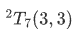 ²T₇(3, 3)